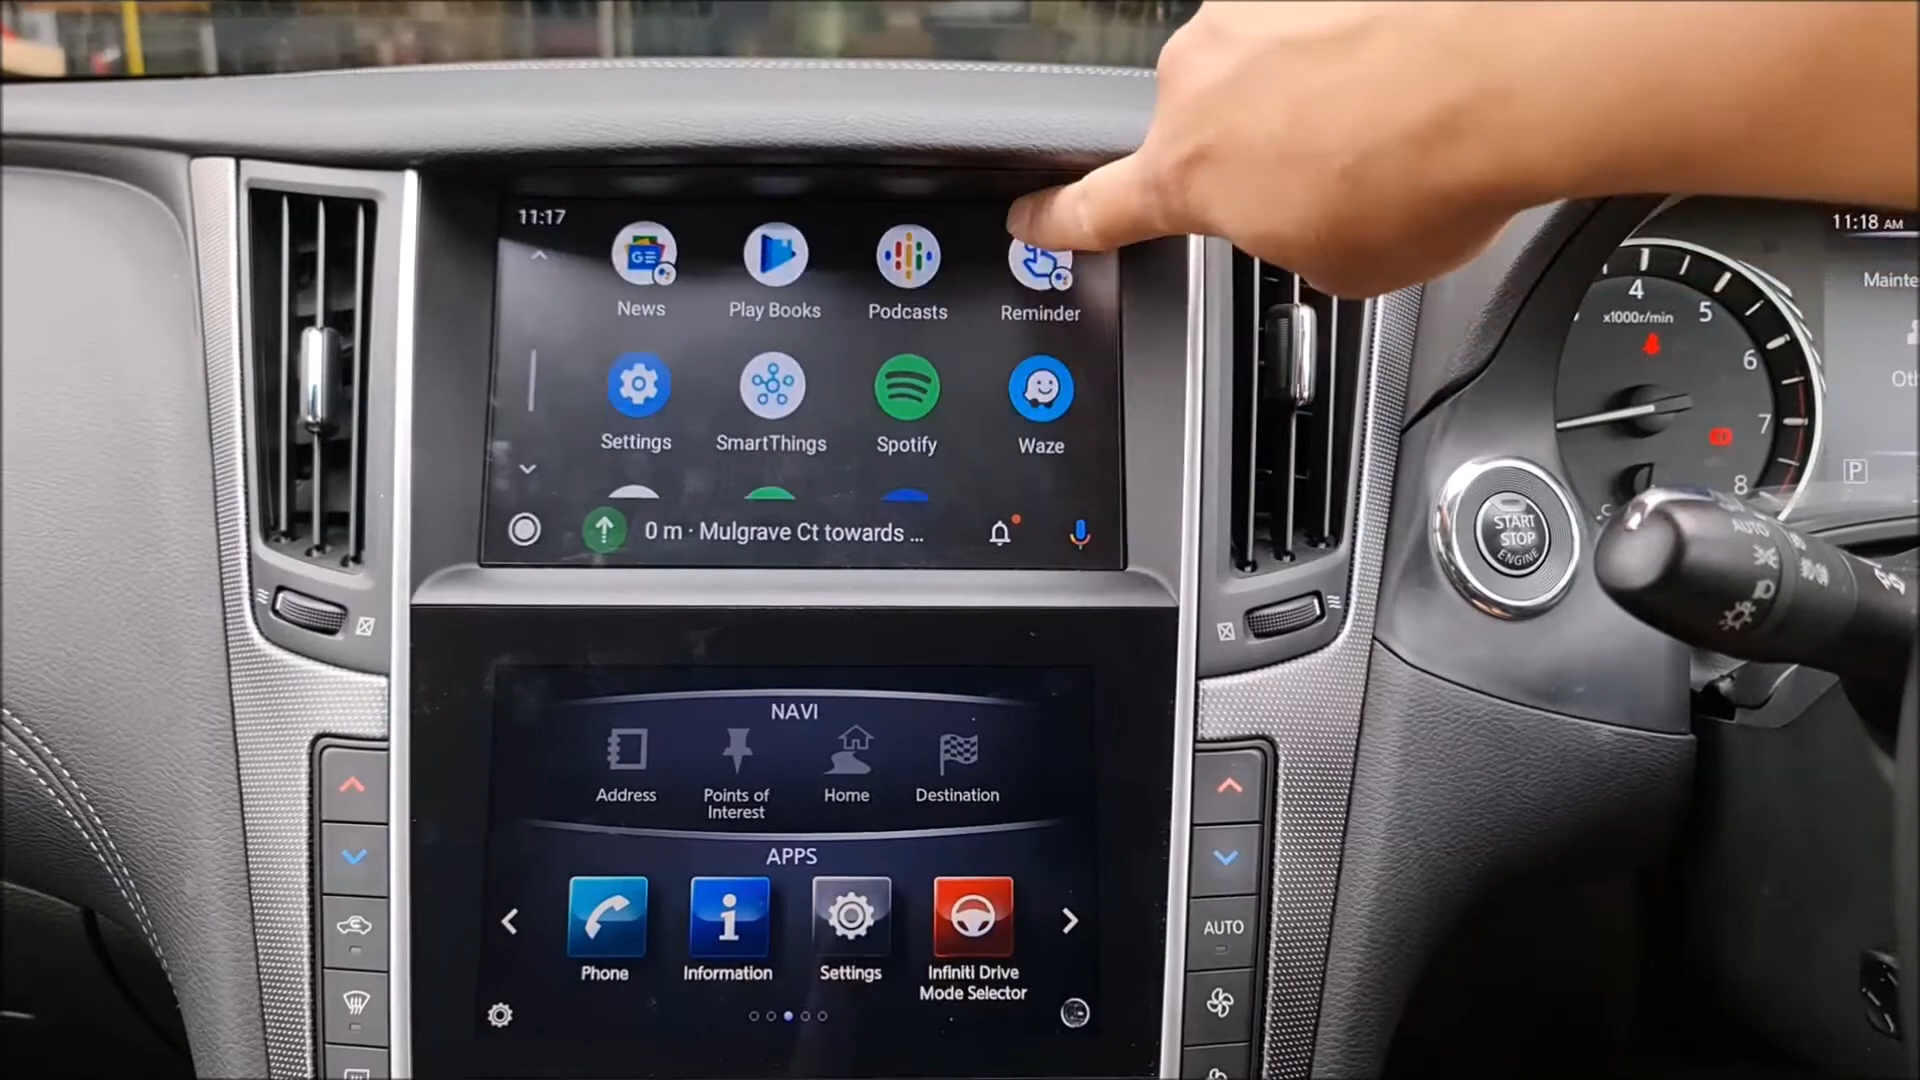 11:17
News
Play Books
Podcasts
Reminder
Settings
SmartThings
Spotify
Waze
0 m · Mulgrave Ct towards ...
NAVI
Address
Points of
Interest
Home
Destination
APPS
Phone
Information
Settings
Infiniti Drive
Mode Selector
AUTO
START
STOP
ENGINE
11:18 AM
Mainte
4
x1000r/min
5
6
7
8
P
AUTO